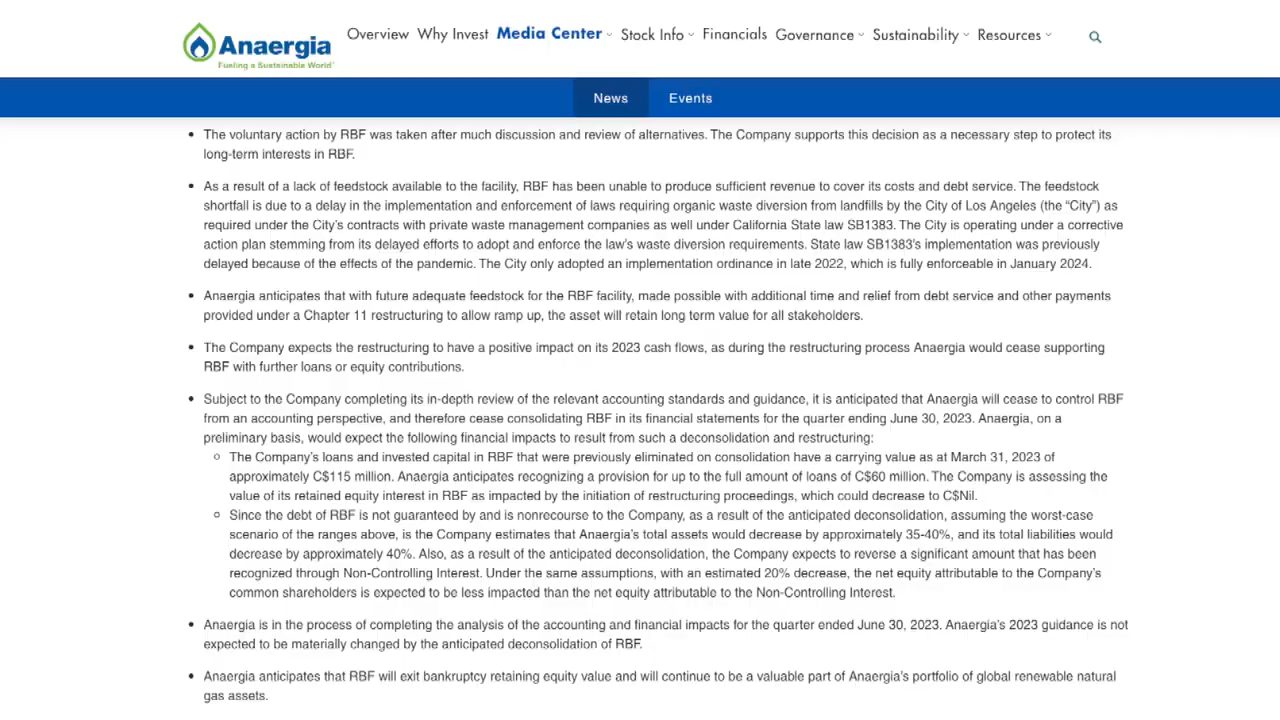 Anaergia
Fueling a Sustainable World
Overview Why Invest Media Center Stock Info Financials Governance Sustainability Resources
News Events
• The voluntary action by RBF was taken after much discussion and review of alternatives. The Company supports this decision as a necessary step to protect its
long-term interests in RBF.
• As a result of a lack of feedstock available to the facility, RBF has been unable to produce sufficient revenue to cover its costs and debt service. The feedstock
shortfall is due to a delay in the implementation and enforcement of laws requiring organic waste diversion from landfills by the City of Los Angeles (the “City”) as
required under the City’s contracts with private waste management companies as well under California State law SB1383. The City is operating under a corrective
action plan stemming from its delayed efforts to adopt and enforce the law’s waste diversion requirements. State law SB1383’s implementation was previously
delayed because of the effects of the pandemic. The City only adopted an implementation ordinance in late 2022, which is fully enforceable in January 2024.
• Anaergia anticipates that with future adequate feedstock for the RBF facility, made possible with additional time and relief from debt service and other payments
provided under a Chapter 11 restructuring to allow ramp up, the asset will retain long term value for all stakeholders.
• The Company expects the restructuring to have a positive impact on its 2023 cash flows, as during the restructuring process Anaergia would cease supporting
RBF with further loans or equity contributions.
• Subject to the Company completing its in-depth review of the relevant accounting standards and guidance, it is anticipated that Anaergia will cease to control RBF
from an accounting perspective, and therefore cease consolidating RBF in its financial statements for the quarter ending June 30, 2023. Anaergia, on a
preliminary basis, would expect the following financial impacts to result from such a deconsolidation and restructuring:
○ The Company’s loans and invested capital in RBF that were previously eliminated on consolidation have a carrying value as at March 31, 2023 of
approximately C$115 million. Anaergia anticipates recognizing a provision for up to the full amount of loans of C$60 million. The Company is assessing the
value of its retained equity interest in RBF as impacted by the initiation of restructuring proceedings, which could decrease to C$Nil.
○ Since the debt of RBF is not guaranteed by and is nonrecourse to the Company, as a result of the anticipated deconsolidation, assuming the worst-case
scenario of the ranges above, is the Company estimates that Anaergia’s total assets would decrease by approximately 35-40%, and its total liabilities would
decrease by approximately 40%. Also, as a result of the anticipated deconsolidation, the Company expects to reverse a significant amount that has been
recognized through Non-Controlling Interest. Under the same assumptions, with an estimated 20% decrease, the net equity attributable to the Company’s
common shareholders is expected to be less impacted than the net equity attributable to the Non-Controlling Interest.
• Anaergia is in the process of completing the analysis of the accounting and financial impacts for the quarter ended June 30, 2023. Anaergia’s 2023 guidance is not
expected to be materially changed by the anticipated deconsolidation of RBF.
• Anaergia anticipates that RBF will exit bankruptcy retaining equity value and will continue to be a valuable part of Anaergia’s portfolio of global renewable natural
gas assets.